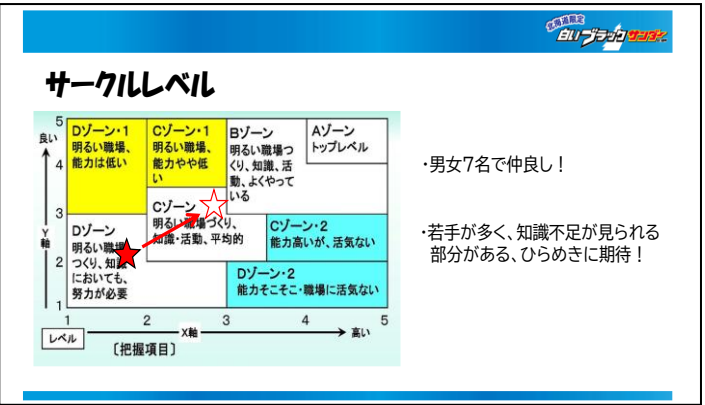 北海道限定
白いブラックサンダー
サークルレベル
5
良い
4
Y
軸
3
2
1
Dゾーン・1
明るい職場、
能力は低い
Cゾーン・1
明るい職場、
能力やや低
い
Bゾーン
明るい職場つ
くり、知識、活
動、よくやって
いる
Aゾーン
トップレベル
Cゾーン
明るい職場づくり、
知識・活動、平均的
Dゾーン
明るい職場
つくり、知識
においても、
努力が必要
Cゾーン・2
能力高いが、活気ない
Dゾーン・2
能力そこそこ・職場に活気ない
1 2 3 4 5
レベル
X軸
高い
〔把握項目〕
・男女7名で仲良し！
・若手が多く、知識不足が見られる
部分がある、ひらめきに期待！